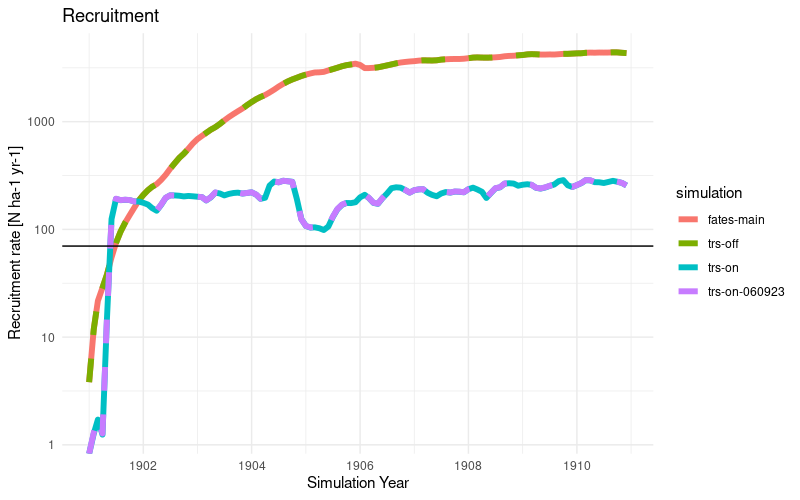 Recruitment
Recruitment rate [N ha-1 yr-1]
1000
100
10
1
1902
1904
1906
1908
1910
Simulation Year
simulation
fates-main
trs-off
trs-on
trs-on-060923